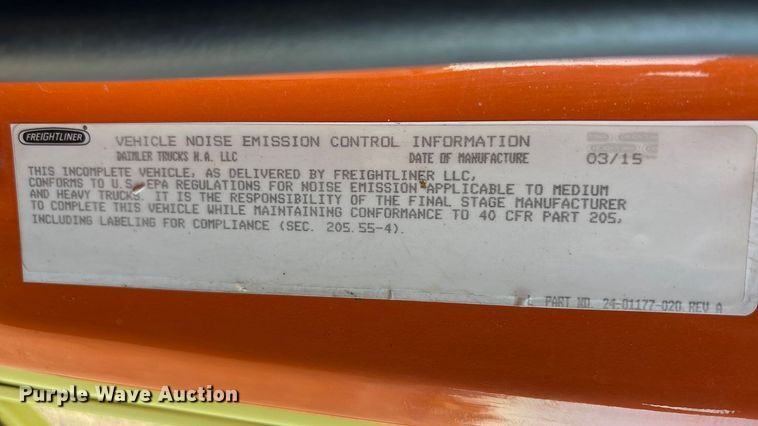 FREIGHTLINER
VEHICLE NOISE EMISSION CONTROL INFORMATION
DAIMLER TRUCKS N.A. LLC DATE OF MANUFACTURE 03/15
THIS INCOMPLETE VEHICLE, AS DELIVERED BY FREIGHTLINER LLC,
CONFORMS TO U.S. EPA REGULATIONS FOR NOISE EMISSION APPLICABLE TO MEDIUM
AND HEAVY TRUCKS. IT IS THE RESPONSIBILITY OF THE FINAL STAGE MANUFACTURER
TO COMPLETE THIS VEHICLE WHILE MAINTAINING CONFORMANCE TO 40 CFR PART 205,
INCLUDING LABELING FOR COMPLIANCE (SEC. 205.55-4).
PART NO. 24-01177-020 REV A
Purple Wave Auction